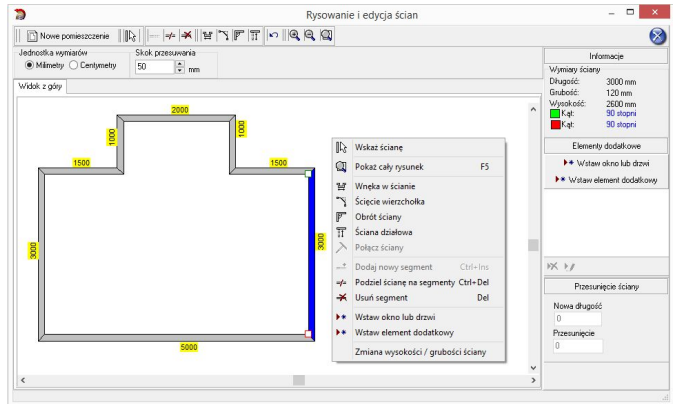 Rysowanie i edycja ścian
Nowe pomieszczenie
Jednostka wymiarów
Milimetry Centymetry
Skok przesuwania
50 mm
Widok z góry
2000
1000
1000
1500
1500
3000
3000
5000
Wskaż ścianę
Pokaż cały rysunek F5
Wnęka w ścianie
Ścięcie wierzchołka
Obrót ściany
Ściana działowa
Połącz ściany
Dodaj nowy segment Ctrl+Ins
Podziel ścianę na segmenty Ctrl+Del
Usuń segment Del
Wstaw okno lub drzwi
Wstaw element dodatkowy
Zmiana wysokości / grubości ściany
Informacje
Wymiary ściany
Długość: 3000 mm
Grubość: 120 mm
Wysokość: 2600 mm
Kąt: 90 stopni
Kąt: 90 stopni
Elementy dodatkowe
Wstaw okno lub drzwi
Wstaw element dodatkowy
Przesunięcie ściany
Nowa długość
0
Przesunięcie
0